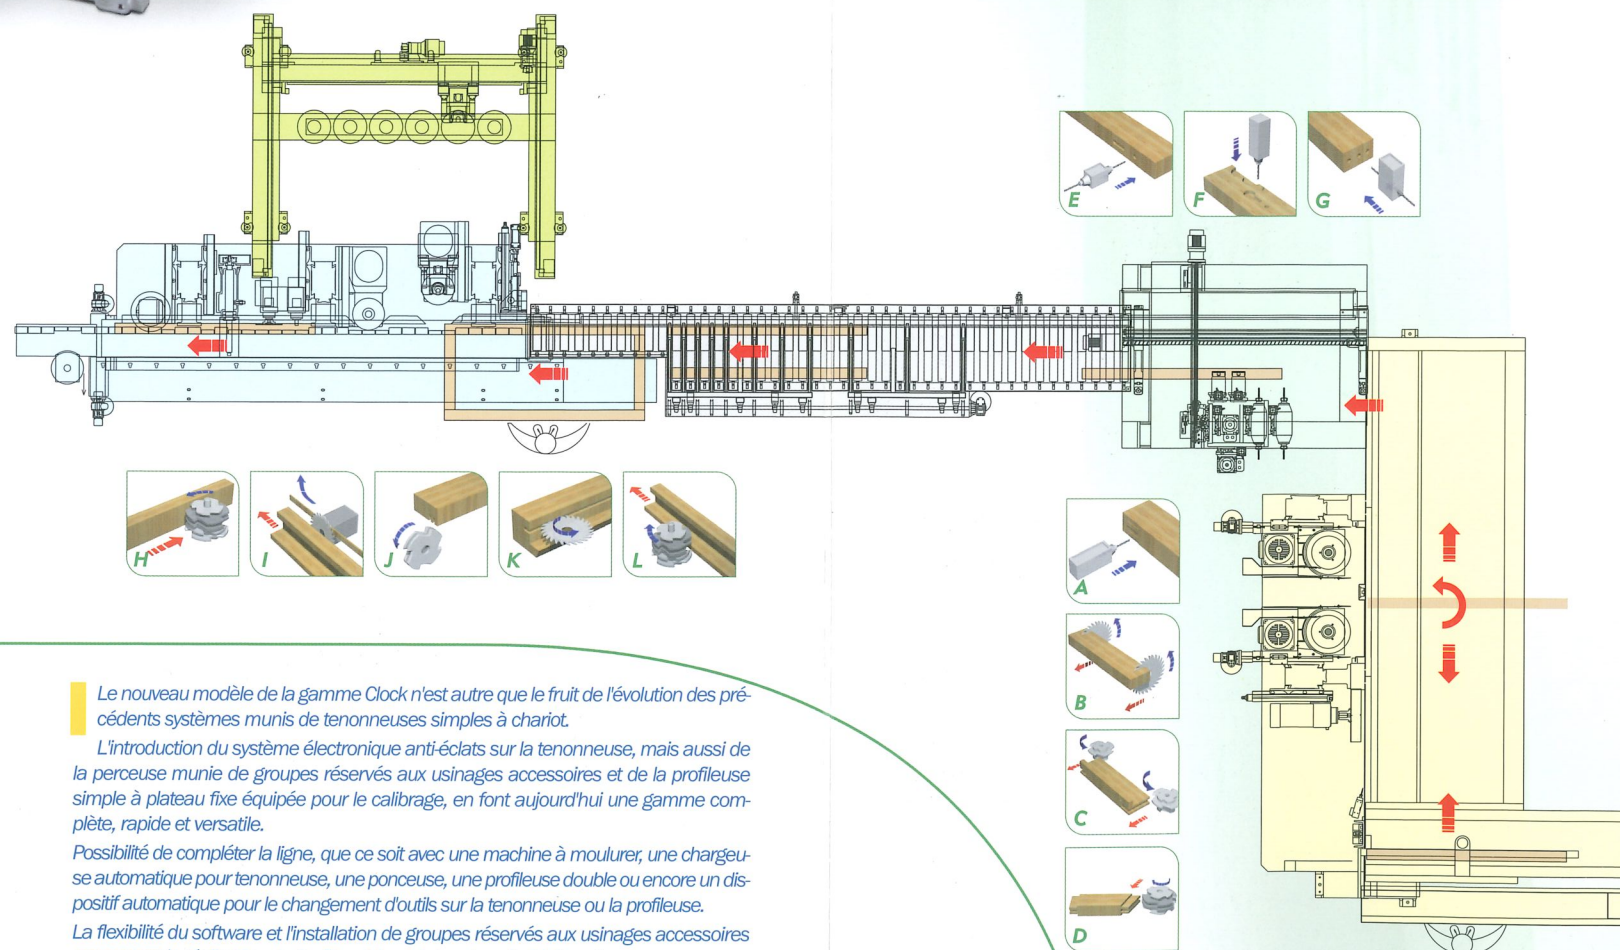 E
F
G
H
I
J
K
L
A
B
C
D
Le nouveau modèle de la gamme Clock n'est autre que le fruit de l'évolution des pré-
cédents systèmes munis de tenonneuses simples à chariot.
L'introduction du système électronique anti-éclats sur la tenonneuse, mais aussi de
la perceuse munie de groupes réservés aux usinages accessoires et de la profileuse
simple à plateau fixe équipée pour le calibrage, en font aujourd'hui une gamme com-
plète, rapide et versatile.
Possibilité de compléter la ligne, que ce soit avec une machine à moulurer, une chargeu-
se automatique pour tenonneuse, une ponceuse, une profileuse double ou encore un dis-
positif automatique pour le changement d'outils sur la tenonneuse ou la profileuse.
La flexibilité du software et l'installation de groupes réservés aux usinages accessoires